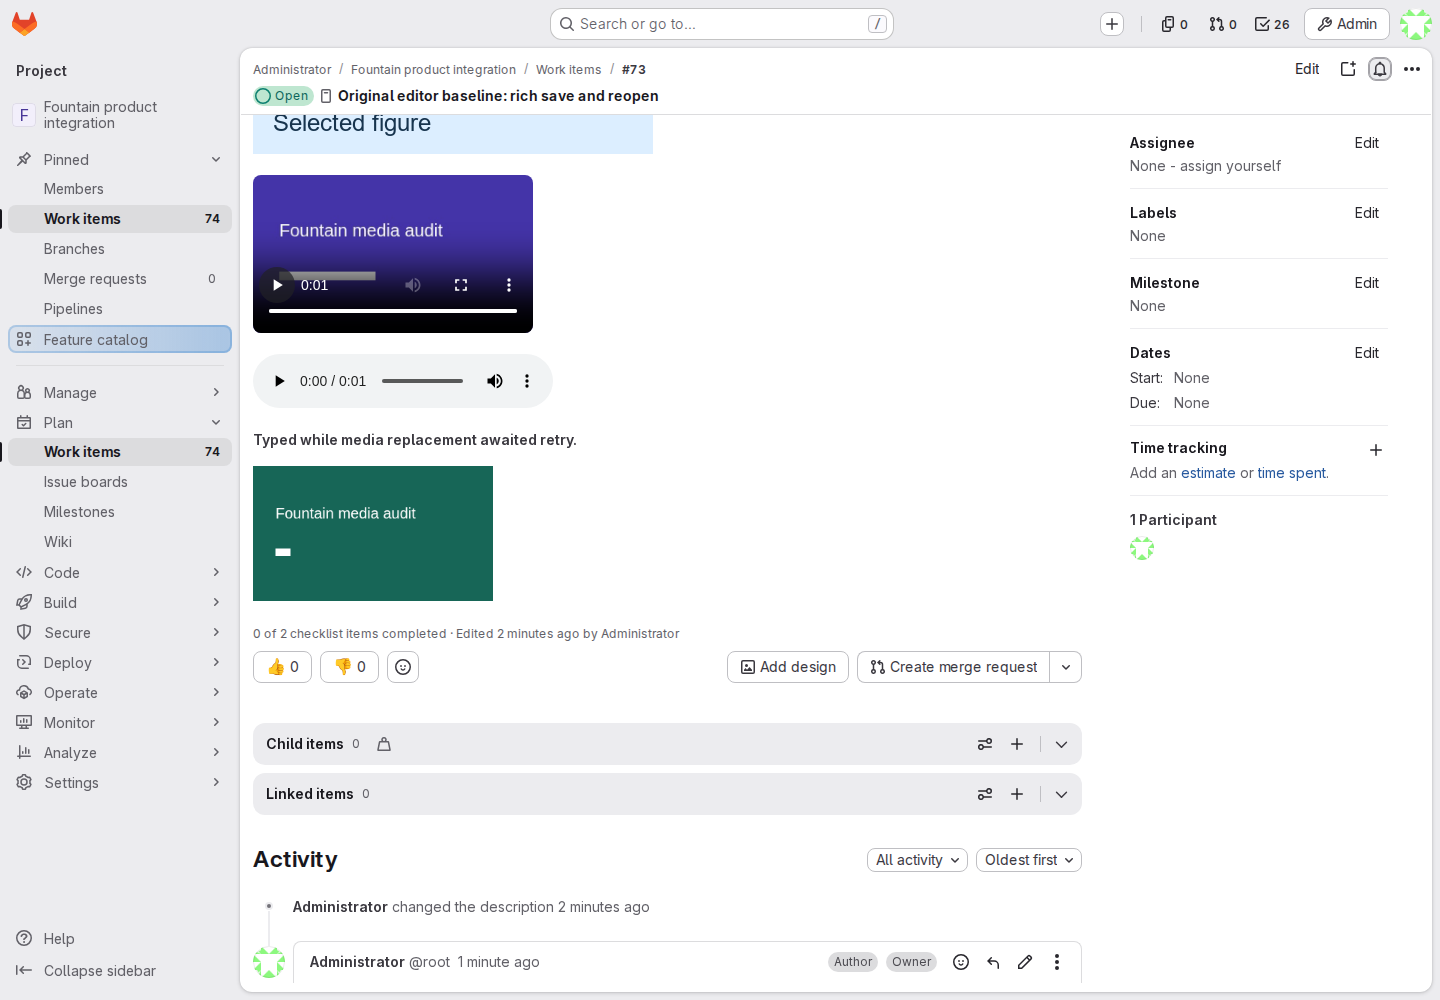 Search or go to...
/
0
0
26
Admin
Project
F
Fountain product integration
Pinned
Members
Work items 74
Branches
Merge requests 0
Pipelines
Feature catalog
Manage
Plan
Work items 74
Issue boards
Milestones
Wiki
Code
Build
Secure
Deploy
Operate
Monitor
Analyze
Settings
Help
Collapse sidebar
Administrator / Fountain product integration / Work items / #73
Edit
Open
Original editor baseline: rich save and reopen
Selected figure
Fountain media audit
0:01
0:00 / 0:01
Typed while media replacement awaited retry.
Fountain media audit
0 of 2 checklist items completed · Edited 2 minutes ago by Administrator
👍 0
👎 0
Add design
Create merge request
Child items 0
Linked items 0
Activity
All activity
Oldest first
Administrator changed the description 2 minutes ago
Administrator @root 1 minute ago
Author
Owner
Assignee
Edit
None - assign yourself
Labels
Edit
None
Milestone
Edit
None
Dates
Edit
Start: None
Due: None
Time tracking
Add an estimate or time spent.
1 Participant